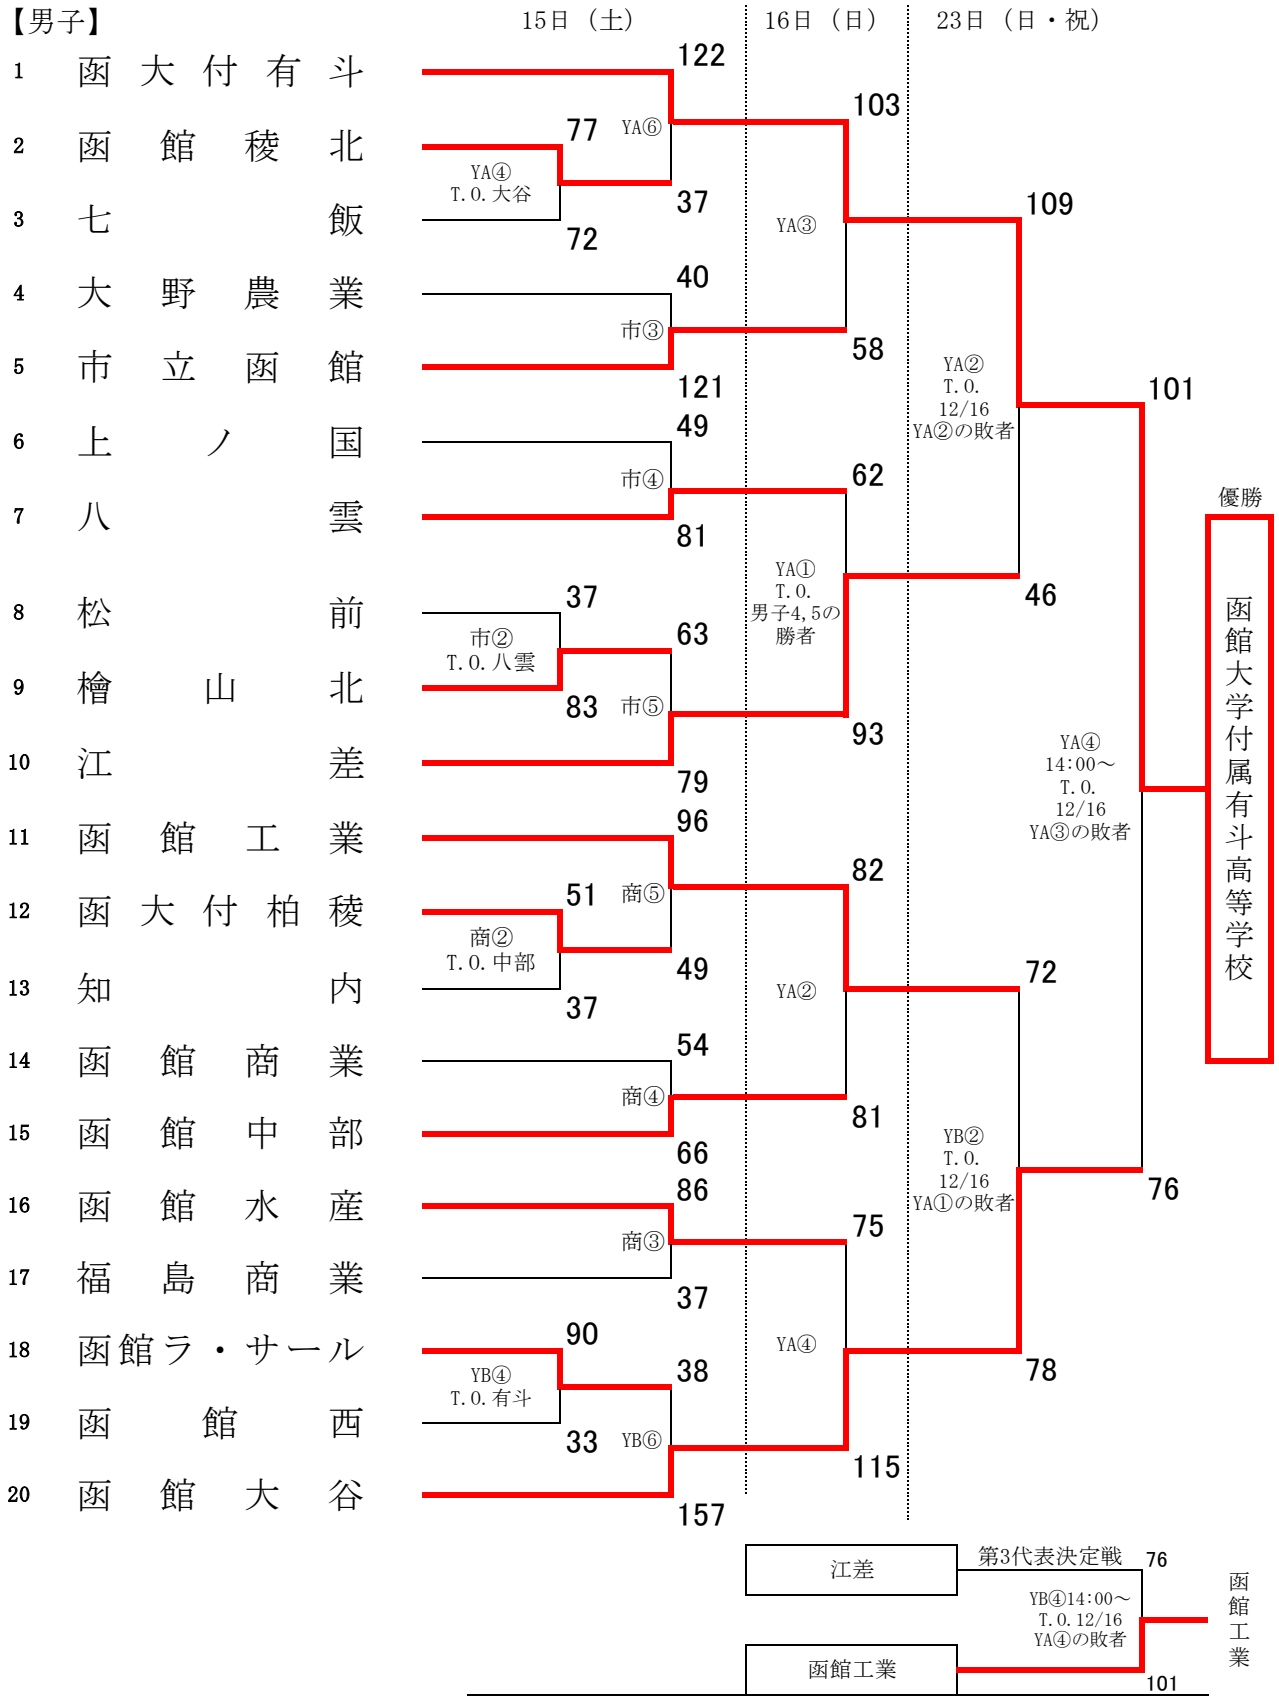 【男子】
15日（土）
16日（日）
23日（日・祝）
1 函大付有斗
2 函館稜北
3 七飯
4 大野農業
5 市立函館
6 上ノ国
7 八雲
8 松前
9 檜山北
10 江差
11 函館工業
12 函大付柏稜
13 知内
14 函館商業
15 函館中部
16 函館水産
17 福島商業
18 函館ラ・サール
19 函館西
20 函館大谷
77
YA④
T.O.大谷
72
37
市②
T.O.八雲
83
51
商②
T.O.中部
37
90
YB④
T.O.有斗
33
122
YA⑥
37
40
市③
121
49
市④
81
63
市⑤
79
96
商⑤
49
54
商④
66
86
商③
37
38
YB⑥
157
103
YA③
58
62
YA①
T.O.
男子4,5の
勝者
93
82
YA②
81
75
YA④
115
109
YA②
T.O.
12/16
YA②の敗者
46
72
YB②
T.O.
12/16
YA①の敗者
78
101
YA④
14:00～
T.O.
12/16
YA③の敗者
76
優勝
函館大学付属有斗高等学校
江差
第3代表決定戦
76
YB④14:00～
T.O.12/16
YA④の敗者
函館工業
101
函館工業